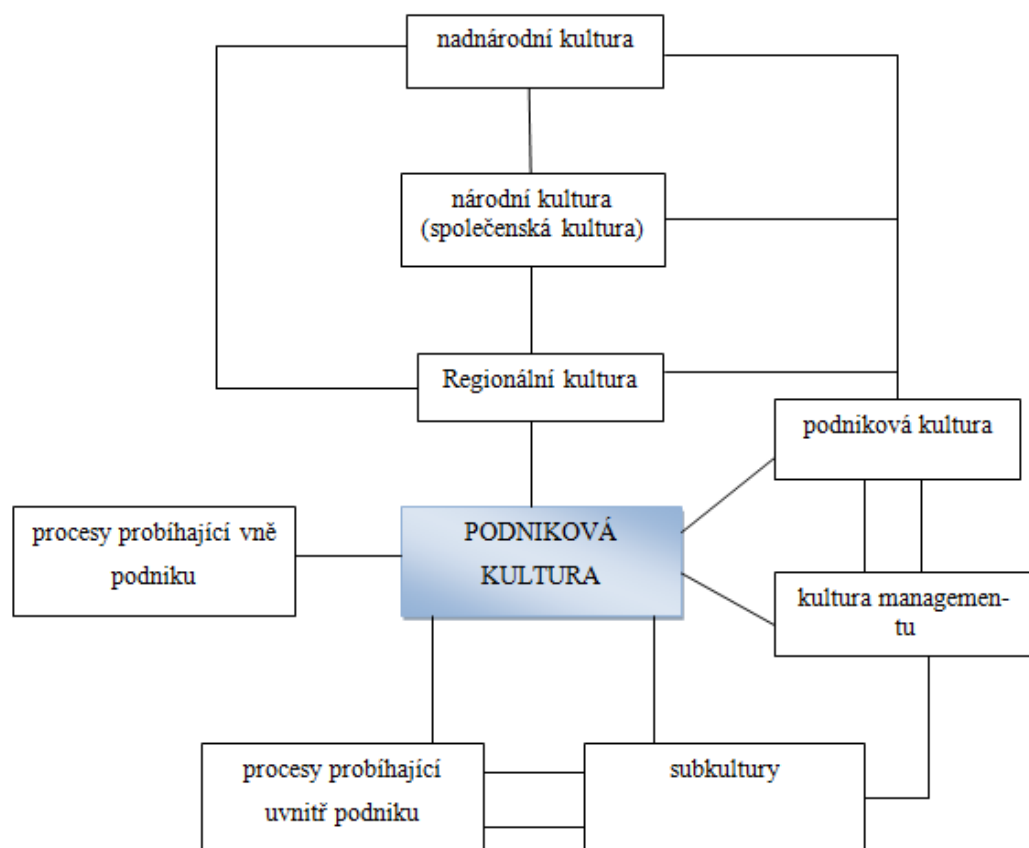 nadnárodní kultura
národní kultura
(společenská kultura)
Regionální kultura
podniková kultura
procesy probíhající vně
podniku
PODNIKOVÁ
KULTURA
kultura managemen-
tu
procesy probíhající
uvnitř podniku
subkultury